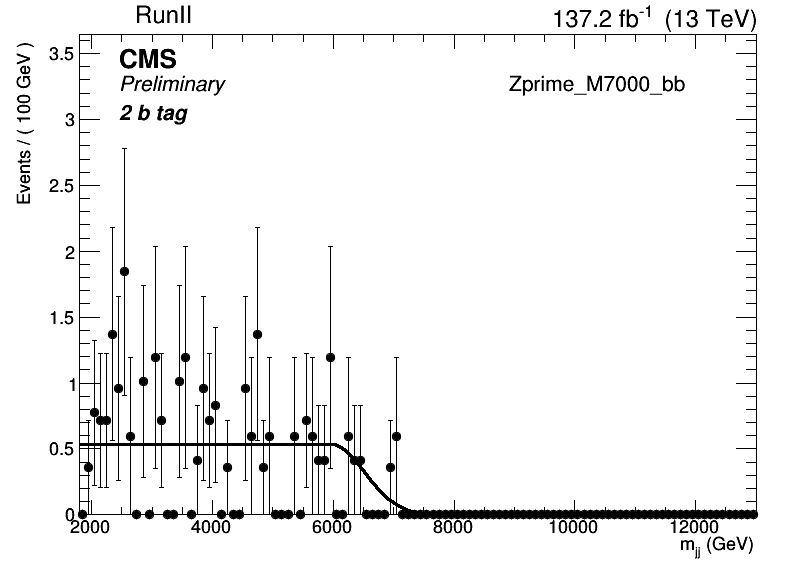 RunII
137.2 fb-1 (13 TeV)
CMS
Preliminary
2 b tag
Zprime_M7000_bb
Events / ( 100 GeV )
3.5
3
2.5
2
1.5
1
0.5
0
2000 4000 6000 8000 10000 12000
mjj (GeV)